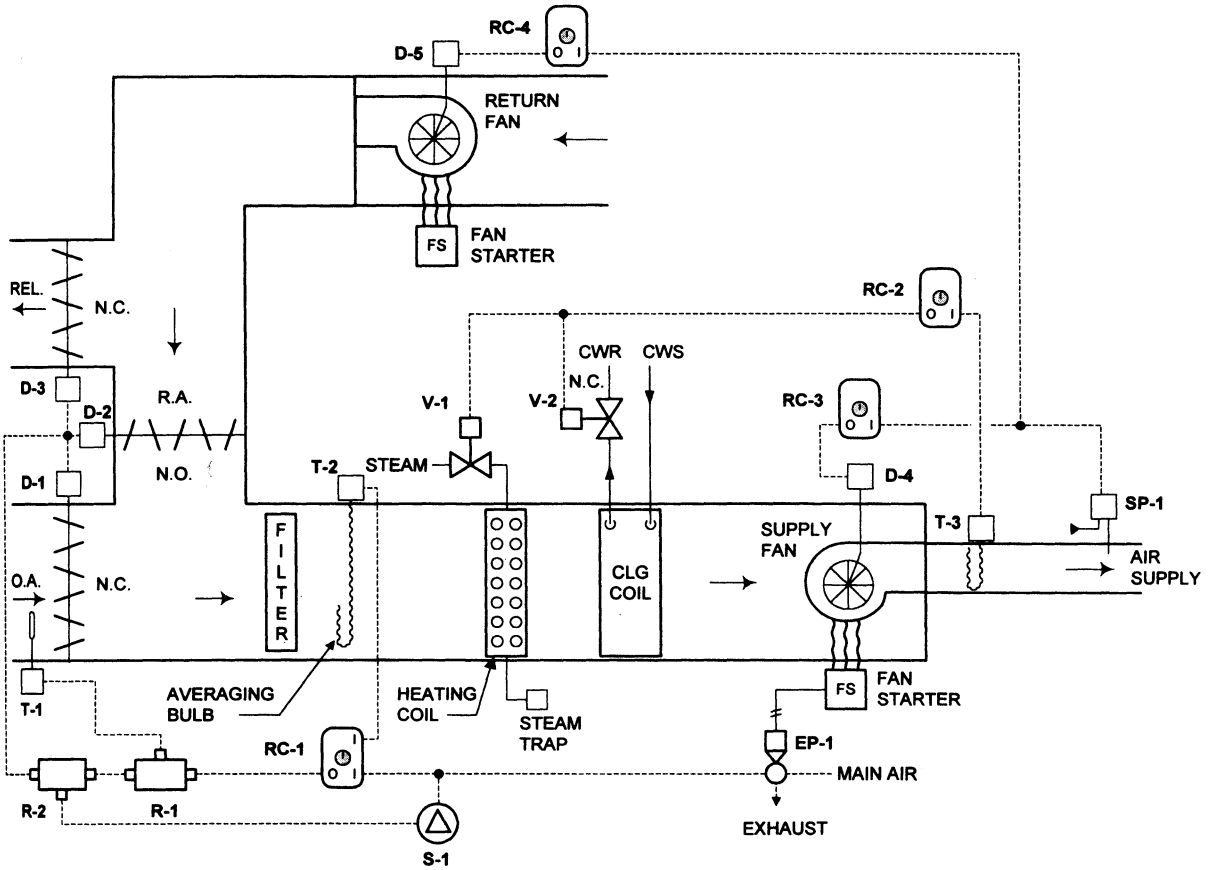 RC-4
O I
D-5
RETURN
FAN
FS
FAN
STARTER
REL.
N.C.
RC-2
O I
D-3
D-2
R.A.
N.O.
D-1
CWR
CWS
N.C.
V-1
V-2
RC-3
O I
STEAM
T-2
D-4
SP-1
T-3
FILTER
SUPPLY
FAN
AIR
SUPPLY
CLG
COIL
O.A.
N.C.
T-1
AVERAGING
BULB
HEATING
COIL
STEAM
TRAP
FS
FAN
STARTER
EP-1
RC-1
I
O I
MAIN AIR
R-2
R-1
S-1
EXHAUST